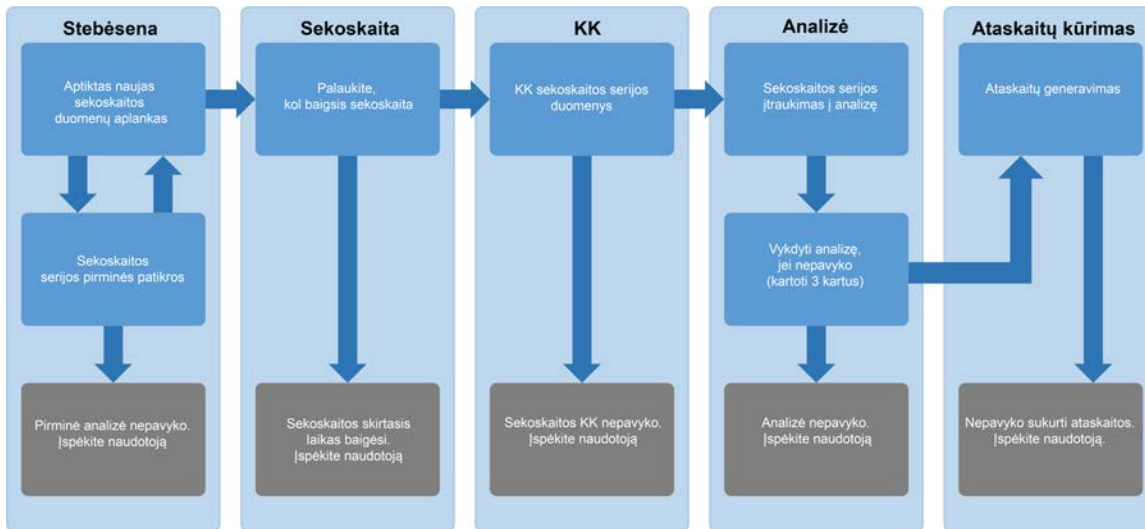 Stebėsena
Aptiktas naujas
sekoskaitos
duomenų aplankas
Sekoskaitos
serijos pirminės patikros
Pirminė analizė nepavyko.
Įspėkite naudotoją
Sekoskaita
Palaukite,
kol baigsis sekoskaita
Sekoskaitos skirtasis
laikas baigėsi.
Įspėkite naudotoją
KK
KK sekoskaitos serijos
duomenys
Sekoskaitos KK nepavyko.
Įspėkite naudotoją
Analizė
Sekoskaitos serijos
įtraukimas į analizę
Vykdyti analizę,
jei nepavyko
(kartoti 3 kartus)
Analizė nepavyko.
Įspėkite naudotoją
Ataskaitų kūrimas
Ataskaitų generavimas
Nepavyko sukurti ataskaitos.
Įspėkite naudotoją.